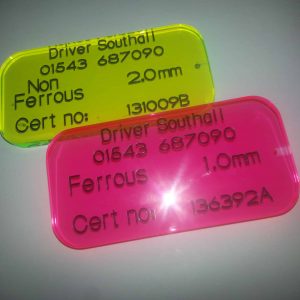 Driver Southall
01543 687090
Non 2.0mm
Ferrous
Cert no: 131009B
Driver Southall
01543 687090
Ferrous 1.0mm
Cert no: 136392A